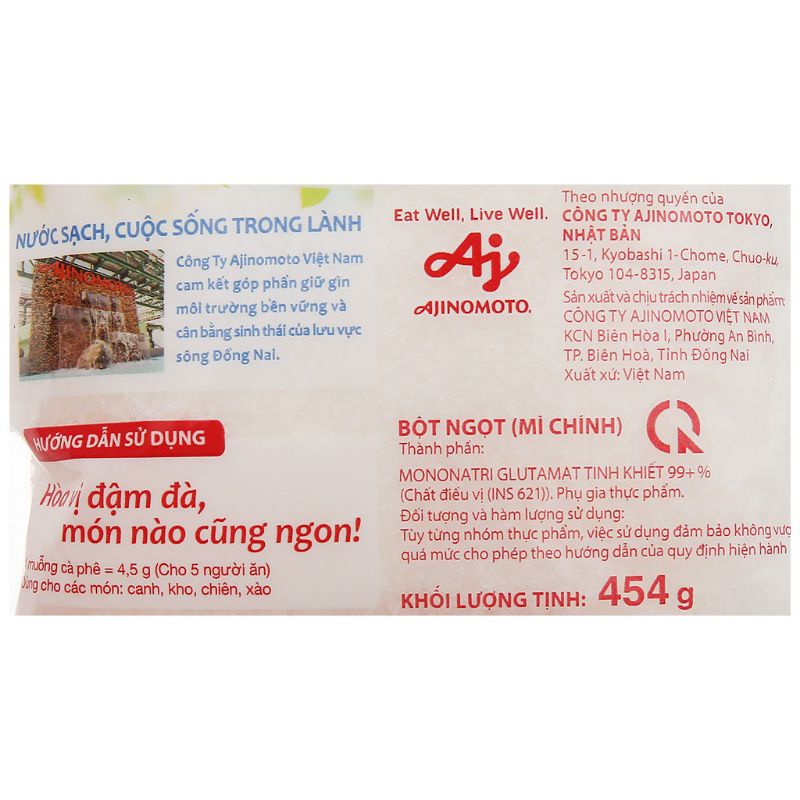 NƯỚC SẠCH, CUỘC SỐNG TRONG LÀNH
AJINOMOTO
Công Ty Ajinomoto Việt Nam
cam kết góp phần giữ gìn
môi trường bền vững và
cân bằng sinh thái của lưu vực
sông Đồng Nai.
HƯỚNG DẪN SỬ DỤNG
Hòa vị đậm đà,
món nào cũng ngon!
muỗng cà phê = 4,5 g (Cho 5 người ăn)
cho các món: canh, kho, chiên, xào
Eat Well, Live Well.
Aj
AJINOMOTO.
Theo nhượng quyền của
CÔNG TY AJINOMOTO TOKYO,
NHẬT BẢN
15-1, Kyobashi 1-Chome, Chuo-ku,
Tokyo 104-8315, Japan
Sản xuất và chịu trách nhiệm về sản phẩm:
CÔNG TY AJINOMOTO VIỆT NAM
KCN Biên Hòa I, Phường An Bình,
TP. Biên Hoà, Tỉnh Đồng Nai
Xuất xứ: Việt Nam
BỘT NGỌT (MÌ CHÍNH)
Thành phần:
MONONATRI GLUTAMAT TINH KHIẾT 99+%
(Chất điều vị (INS 621)). Phụ gia thực phẩm.
Đối tượng và hàm lượng sử dụng:
Tùy từng nhóm thực phẩm, việc sử dụng đảm bảo không
quá mức cho phép theo hướng dẫn của quy định hiện hành
KHỐI LƯỢNG TỊNH: 454 g